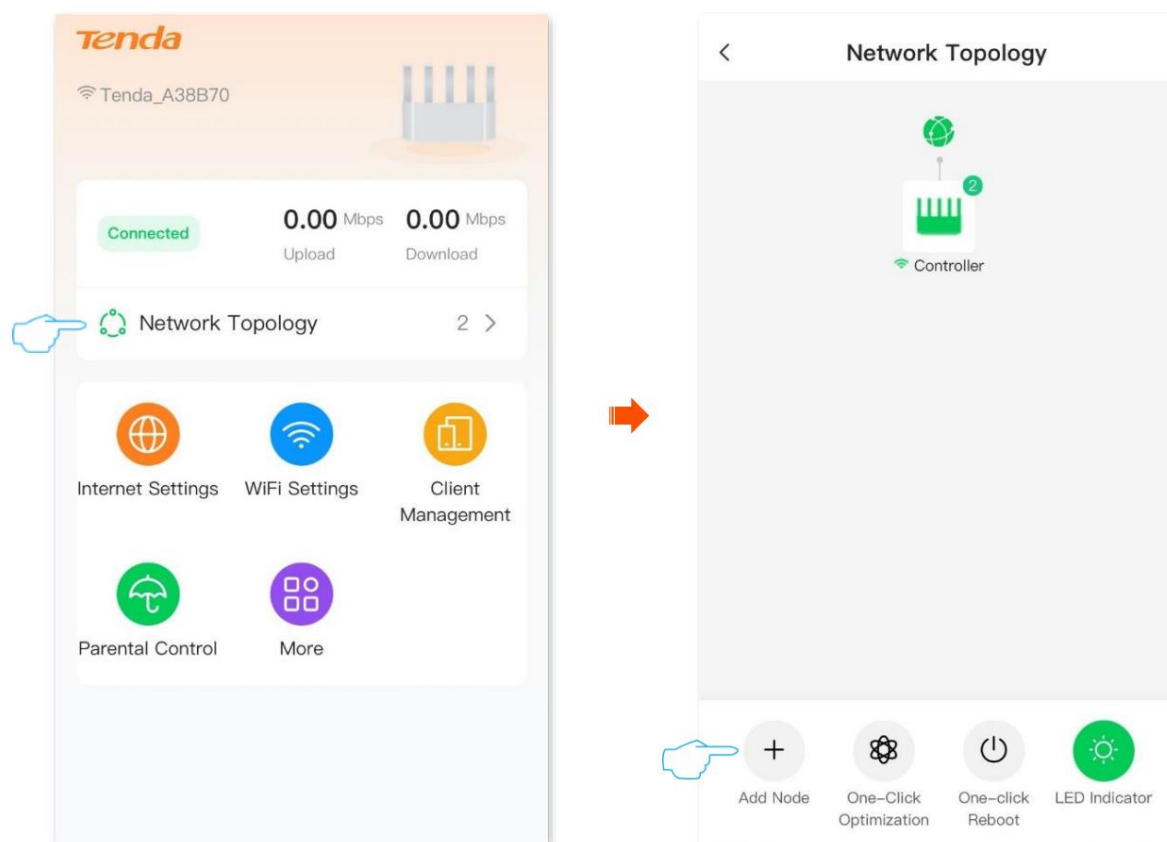 Tenda
Tenda_A38B70
Connected
0.00 Mbps
Upload
0.00 Mbps
Download
Network Topology 2
Internet Settings
WiFi Settings
Client
Management
Parental Control
More
Network Topology
2
Controller
Add Node
One-Click
Optimization
One-click
Reboot
LED Indicator